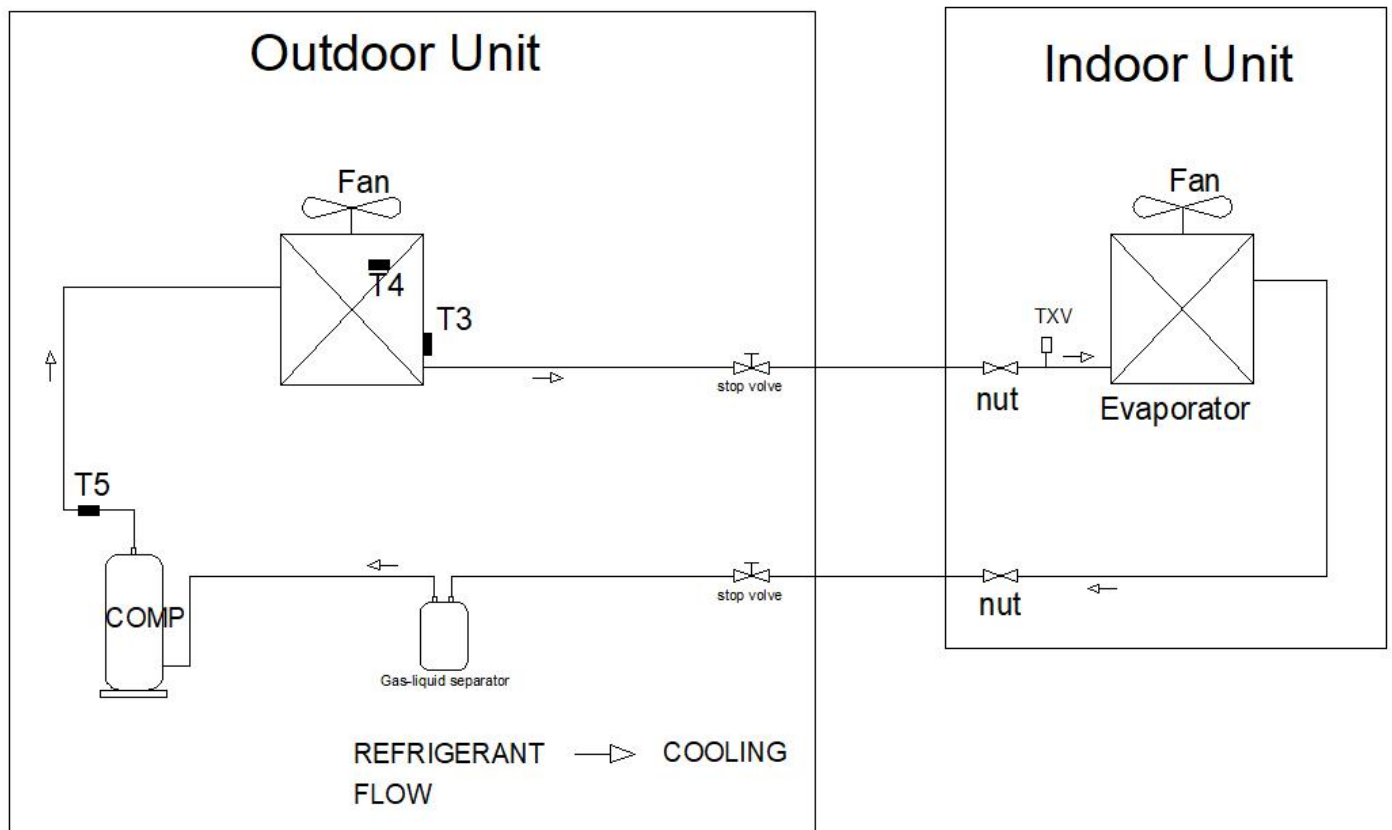 Outdoor Unit
Indoor Unit
Fan
Fan
T4
T3
TXV
stop volve
nut
Evaporator
T5
COMP
stop volve
nut
Gas-liquid separator
REFRIGERANT
COOLING
FLOW